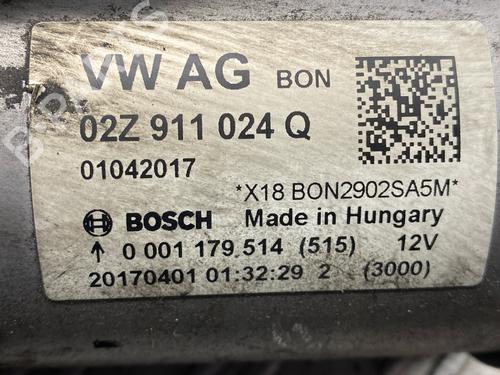 VW AG BON
02Z 911 024 Q
01042017
*X18 BON2902SA5M*
BOSCH Made in Hungary
↑ 0 001 179 514 (515) 12V
20170401 01:32:29 2 (3000)